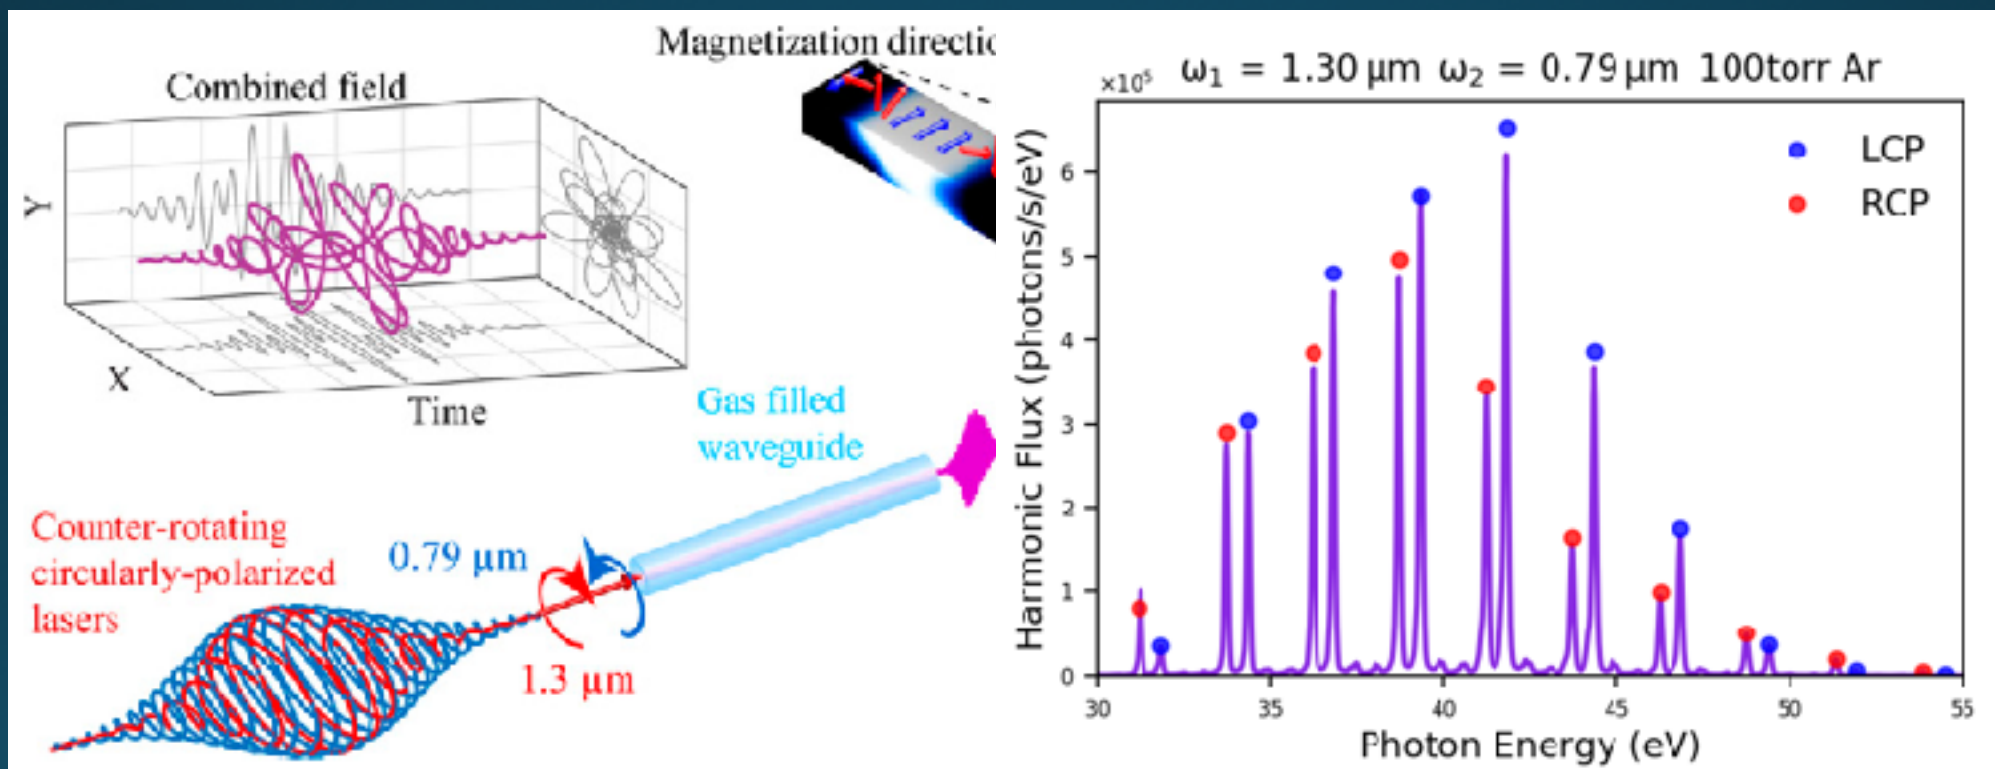 Combined field
Y
X
Time
Magnetization directio
Gas filled
waveguide
Counter-rotating
circularly-polarized
lasers
0.79 µm
1.3 µm
×10⁵ ω₁ = 1.30 µm ω₂ = 0.79 µm 100torr Ar
Harmonic Flux (photons/s/eV)
6
5
4
3
2
1
0
LCP
RCP
30 35 40 45 50 55
Photon Energy (eV)